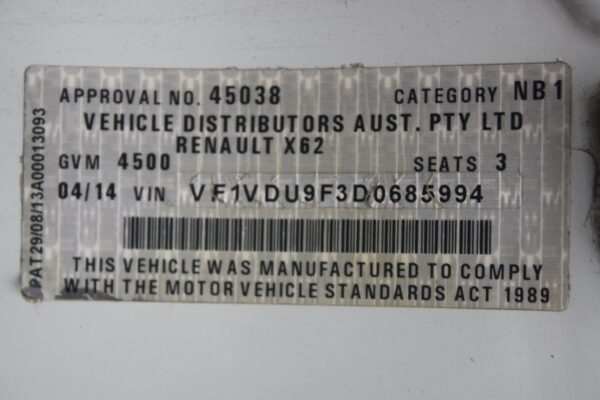 APPROVAL NO. 45038 CATEGORY NB1
VEHICLE DISTRIBUTORS AUST. PTY LTD
RENAULT X62
GVM 4500 SEATS 3
04/14 VIN VF1VDU9F3D0685994
THIS VEHICLE WAS MANUFACTURED TO COMPLY
WITH THE MOTOR VEHICLE STANDARDS ACT 1989
PAT29/08/13A00013093